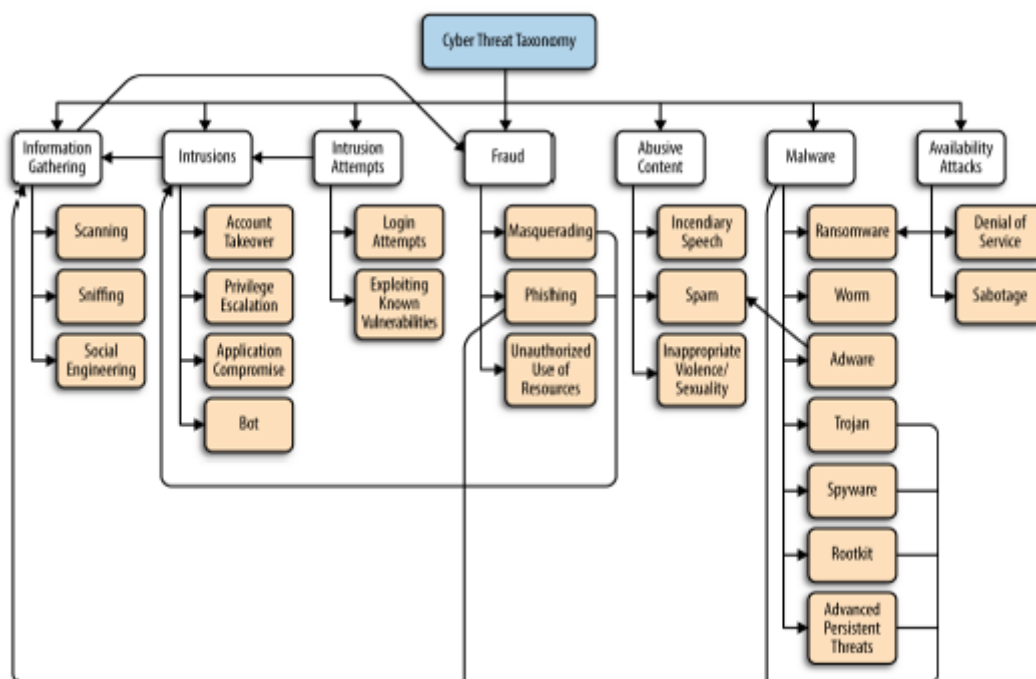 Cyber Threat Taxonomy
Information
Gathering
Intrusions
Intrusion
Attempts
Fraud
Abusive
Content
Malware
Availability
Attacks
Scanning
Sniffing
Social
Engineering
Account
Takeover
Privilege
Escalation
Application
Compromise
Bot
Login
Attempts
Exploiting
Known
Vulnerabilities
Masquerading
Phisthing
Unauthorized
Use of
Resources
Incendiary
Speech
Spam
Inappropriate
Violence/
Sexuality
Ransomware
Worm
Adware
Trojan
Spyware
Rootkit
Advanced
Persistent
Threats
Denial of
Service
Sabotage